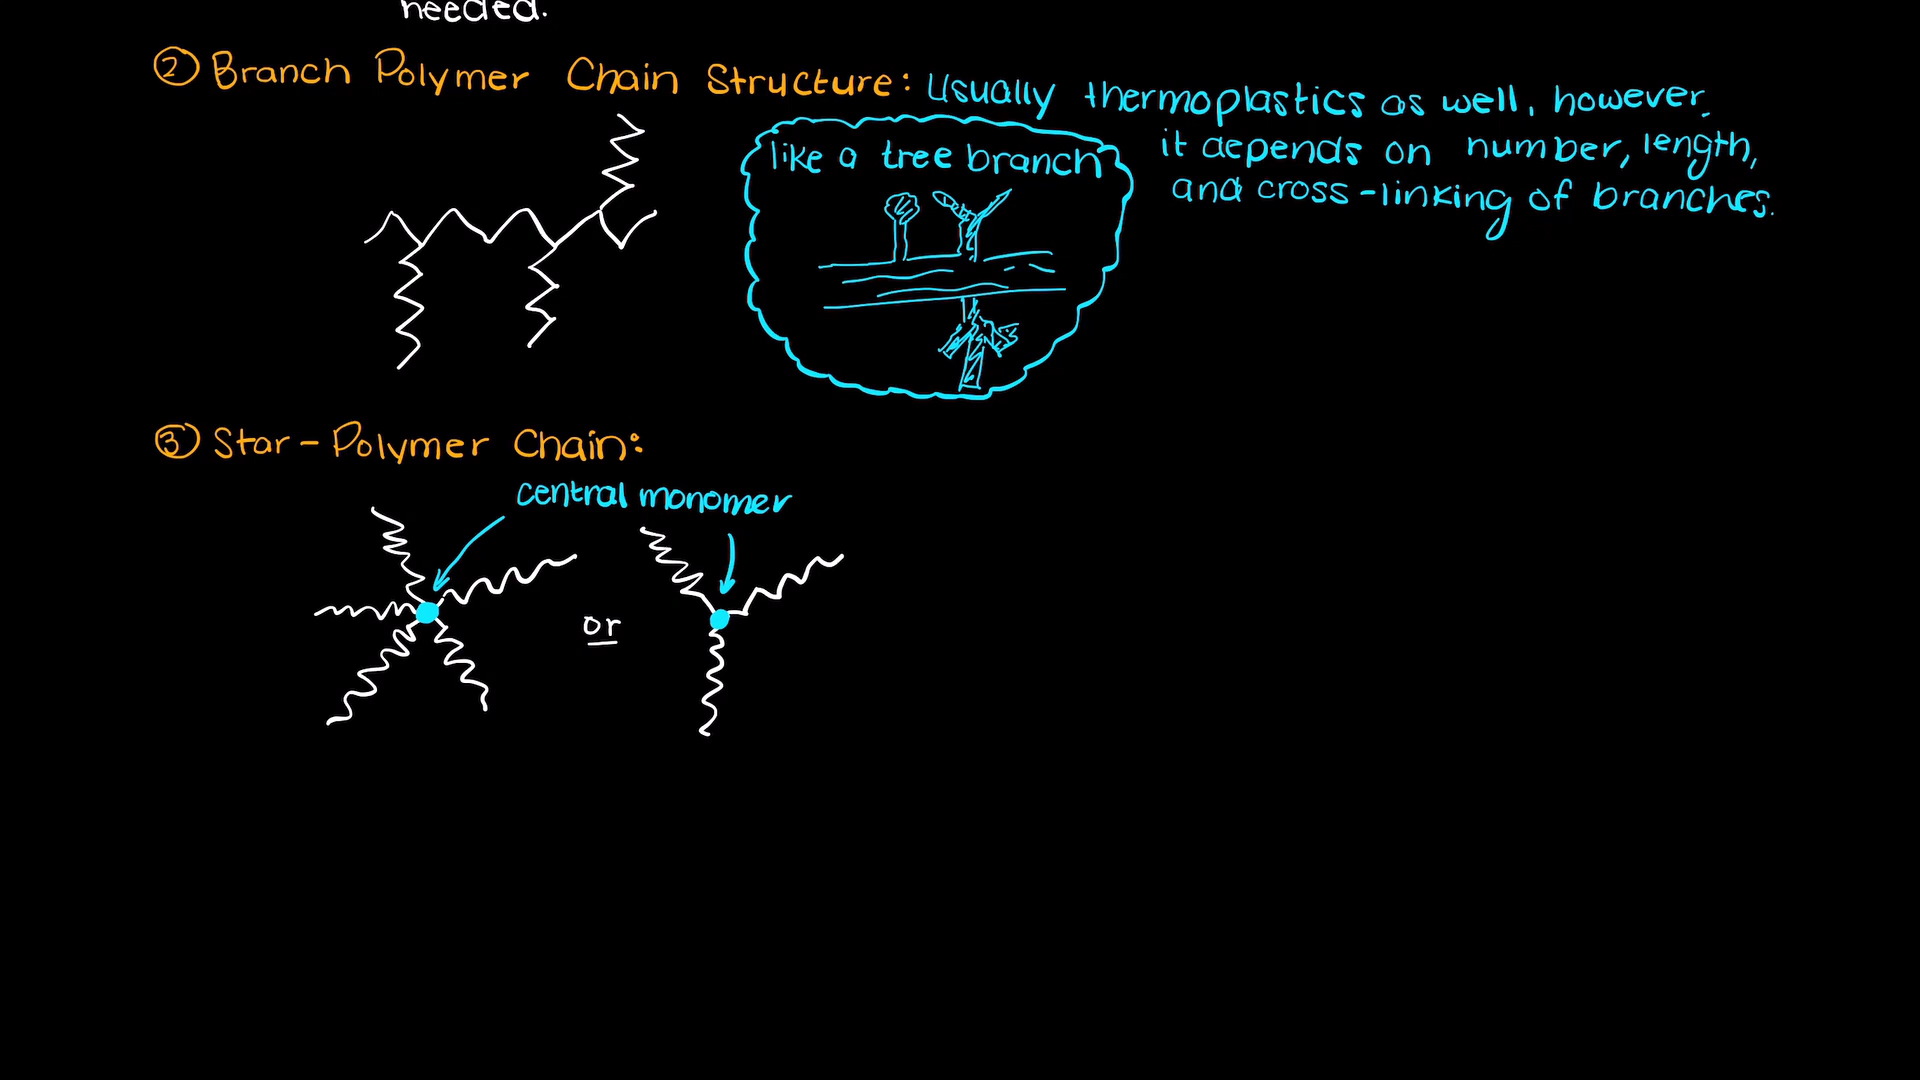 needed.
② Branch Polymer Chain Structure: Usually thermoplastics as well, however,
it depends on number, length,
and cross-linking of branches.
like a tree branch
③ Star-Polymer Chain:
central monomer
or